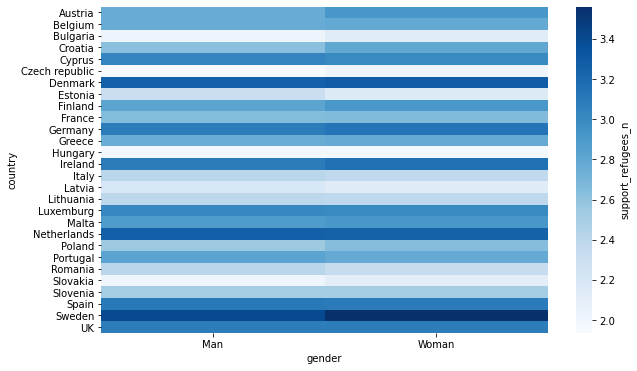 Austria
Belgium
Bulgaria
Croatia
Cyprus
Czech republic
Denmark
Estonia
Finland
France
Germany
Greece
Hungary
Ireland
Italy
Latvia
Lithuania
Luxemburg
Malta
Netherlands
Poland
Portugal
Romania
Slovakia
Slovenia
Spain
Sweden
UK
country
Man
Woman
gender
3.4
3.2
3.0
2.8
2.6
2.4
2.2
2.0
support_refugees_n